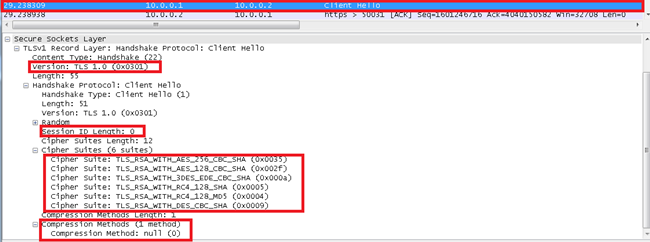 29.238309 10.0.0.1 10.0.0.2 Client Hello
29.238938 10.0.0.2 10.0.0.1 https > 50031 [ACK] Seq=1601246716 Ack=4040150582 Win=32708 Len=0
Secure Sockets Layer
TLSv1 Record Layer: Handshake Protocol: Client Hello
Content Type: Handshake (22)
Version: TLS 1.0 (0x0301)
Length: 55
Handshake Protocol: Client Hello
Handshake Type: Client Hello (1)
Length: 51
Version: TLS 1.0 (0x0301)
Random
Session ID Length: 0
Cipher Suites Length: 12
Cipher Suites (6 suites)
Cipher Suite: TLS_RSA_WITH_AES_256_CBC_SHA (0x0035)
Cipher Suite: TLS_RSA_WITH_AES_128_CBC_SHA (0x002f)
Cipher Suite: TLS_RSA_WITH_3DES_EDE_CBC_SHA (0x000a)
Cipher Suite: TLS_RSA_WITH_RC4_128_SHA (0x0005)
Cipher Suite: TLS_RSA_WITH_RC4_128_MD5 (0x0004)
Cipher Suite: TLS_RSA_WITH_DES_CBC_SHA (0x0009)
Compression Methods Length: 1
Compression Methods (1 method)
Compression Method: null (0)